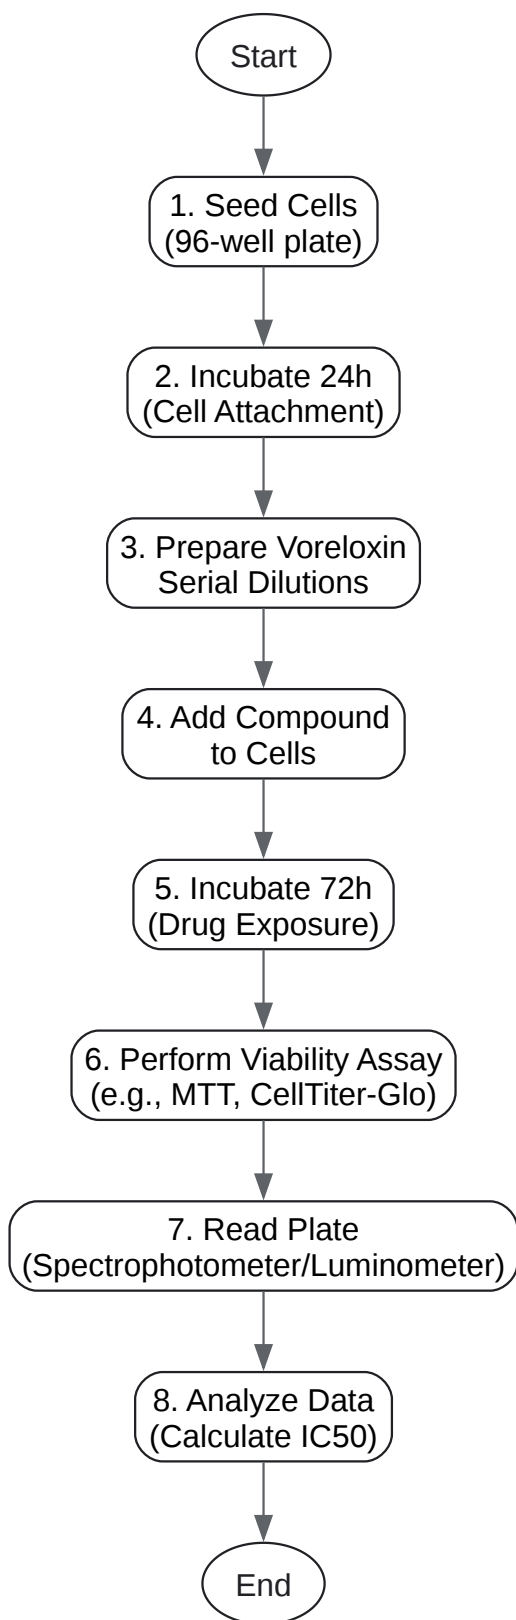 Start
1. Seed Cells
(96-well plate)
2. Incubate 24h
(Cell Attachment)
3. Prepare Voreloxin
Serial Dilutions
4. Add Compound
to Cells
5. Incubate 72h
(Drug Exposure)
6. Perform Viability Assay
(e.g., MTT, CellTiter-Glo)
7. Read Plate
(Spectrophotometer/Luminometer)
8. Analyze Data
(Calculate IC50)
End